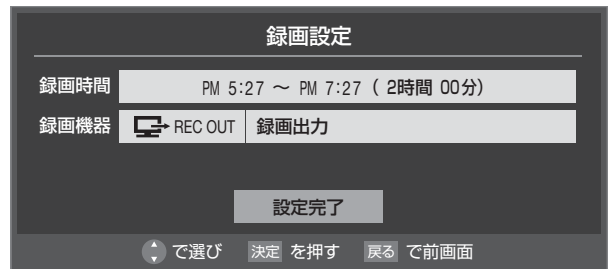 録画設定
録画時間 PM 5:27 ～ PM 7:27 ( 2時間 00分)
録画機器 REC OUT 録画出力
設定完了
で選び 決定 を押す 戻る で前画面